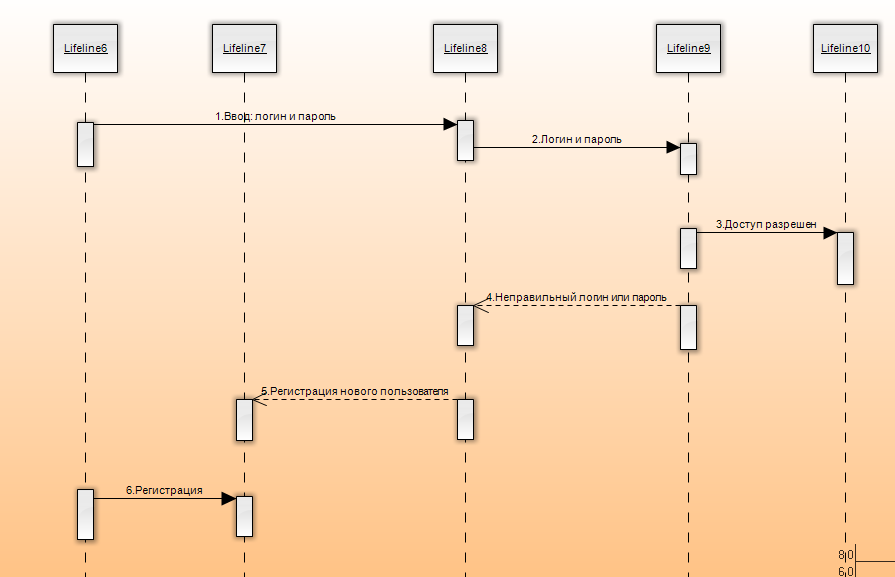 Lifeline6 Lifeline7 Lifeline8 Lifeline9 Lifeline10
1.Ввод: логин и пароль
2.Логин и пароль
3.Доступ разрешен
4.Неправильный логин или пароль
5.Регистрация нового пользователя
6.Регистрация
8,0
6,0